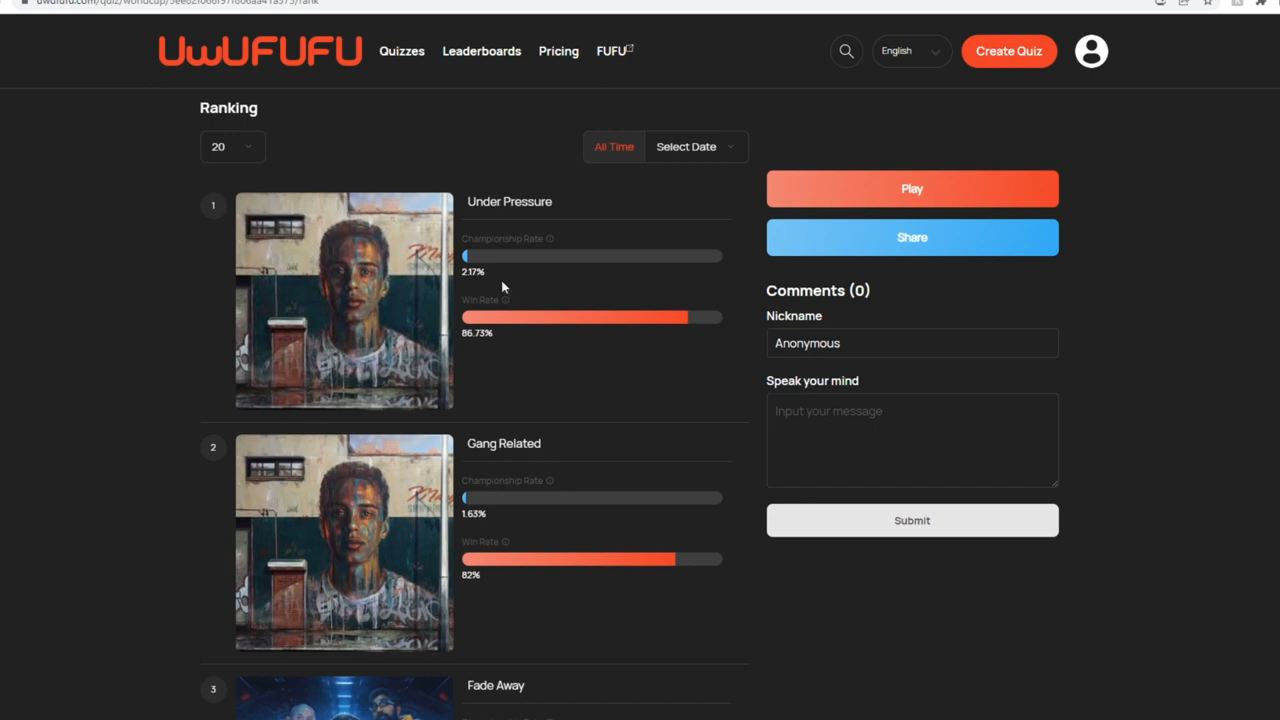 UwUFUFU
Quizzes
Leaderboards
Pricing
FUFU
English
Create Quiz
Ranking
20
All Time
Select Date
1
Under Pressure
Championship Rate
2.17%
Win Rate
86.73%
2
Gang Related
Championship Rate
1.63%
Win Rate
82%
3
Fade Away
Play
Share
Comments (0)
Nickname
Anonymous
Speak your mind
Input your message
Submit